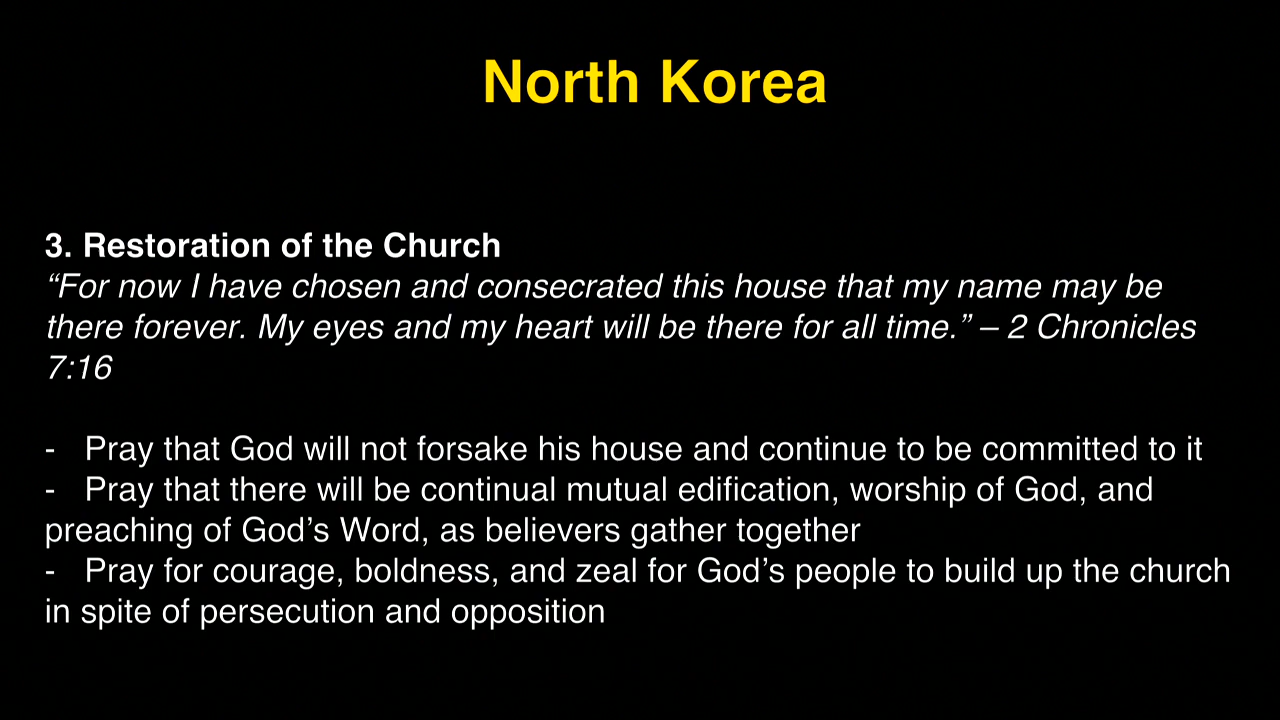 North Korea
3. Restoration of the Church
“For now I have chosen and consecrated this house that my name may be
there forever. My eyes and my heart will be there for all time.” – 2 Chronicles
7:16
- Pray that God will not forsake his house and continue to be committed to it
- Pray that there will be continual mutual edification, worship of God, and
preaching of God’s Word, as believers gather together
- Pray for courage, boldness, and zeal for God’s people to build up the church
in spite of persecution and opposition